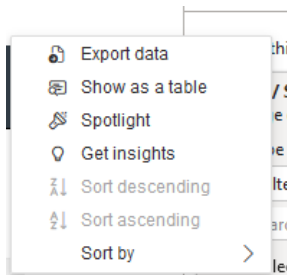 Export data
Show as a table
Spotlight
Get insights
Sort descending
Sort ascending
Sort by